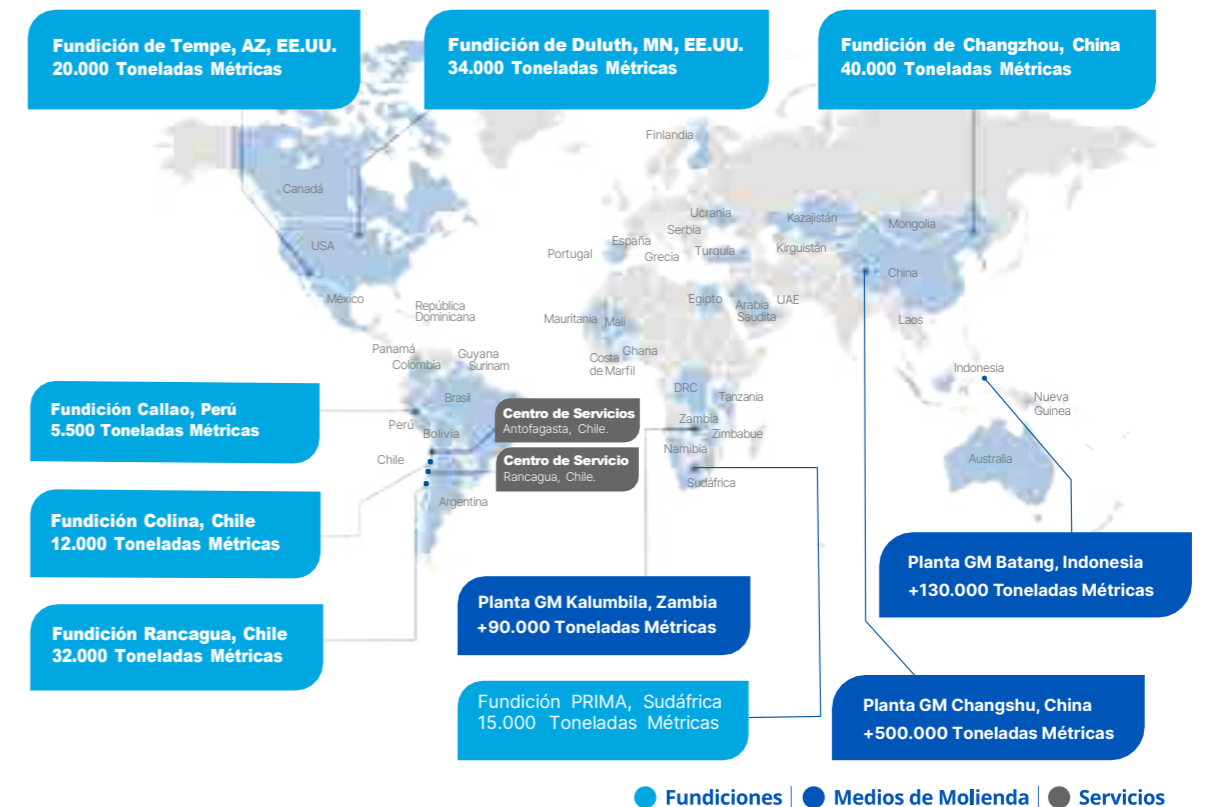 Fundición de Tempe, AZ, EE.UU.
20.000 Toneladas Métricas
Fundición de Duluth, MN, EE.UU.
34.000 Toneladas Métricas
Fundición de Changzhou, China
40.000 Toneladas Métricas
Finlandia
Canadá
USA
México
República
Dominicana
Panamá
Colombia
Guyana
Surinam
Brasil
Perú
Bolivia
Chile
Argentina
Portugal
España
Serbia
Ucrania
Grecia
Turquía
Kazajistán
Kirguistán
Mongolia
China
Laos
Mauritania
Mali
Egipto
Arabia
Saudita
UAE
Costa
de Marfil
Ghana
DRC
Tanzania
Zambia
Zimbabue
Namibia
Sudáfrica
Indonesia
Nueva
Guinea
Australia
Fundición Callao, Perú
5.500 Toneladas Métricas
Centro de Servicios
Antofagasta, Chile.
Centro de Servicio
Rancagua, Chile.
Fundición Colina, Chile
12.000 Toneladas Métricas
Fundición Rancagua, Chile
32.000 Toneladas Métricas
Planta GM Kalumbila, Zambia
+90.000 Toneladas Métricas
Planta GM Batang, Indonesia
+130.000 Toneladas Métricas
Fundición PRIMA, Sudáfrica
15.000 Toneladas Métricas
Planta GM Changshu, China
+500.000 Toneladas Métricas
Fundiciones | Medios de Molienda | Servicios